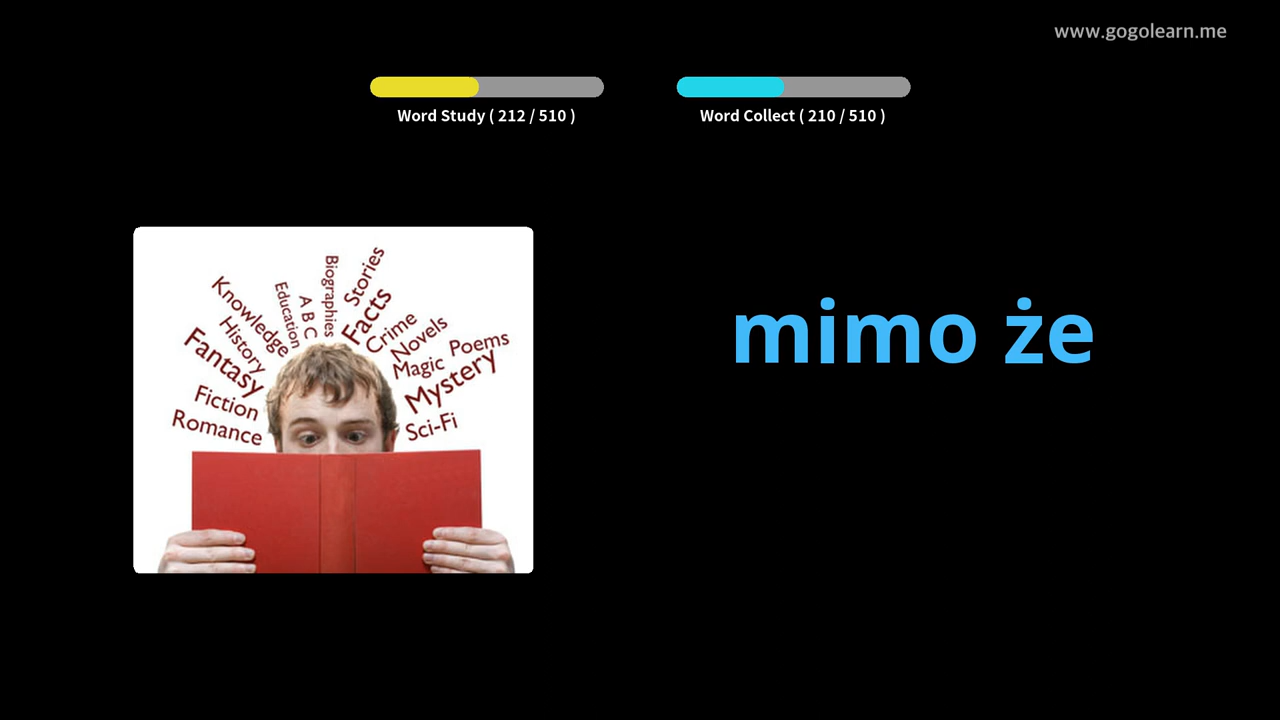 www.gogolearn.me
Word Study ( 212 / 510 )
Word Collect ( 210 / 510 )
mimo że
Stories
Biographies
Facts
A B C
Education
Knowledge
Crime
Novels
History
Poems
Fantasy
Magic
Mystery
Fiction
Sci-Fi
Romance